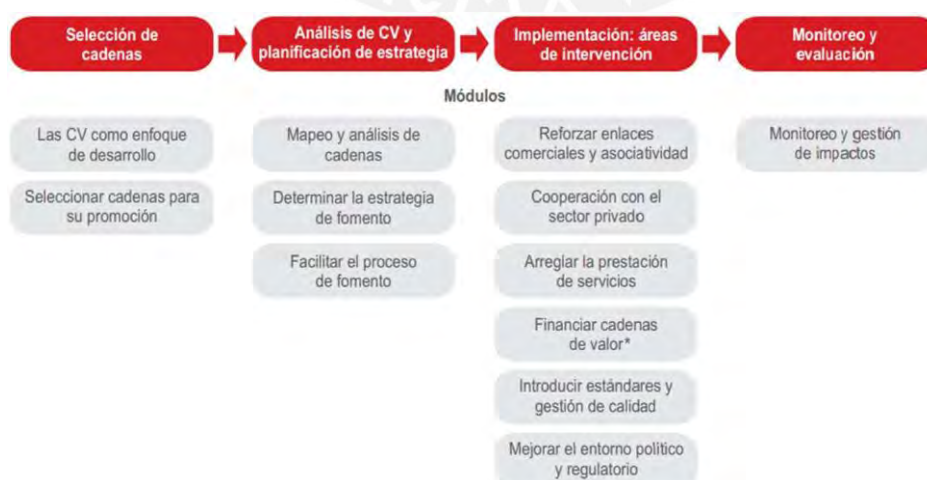 Selección de
cadenas
Análisis de CV y
planificación de estrategia
Implementación: áreas
de intervención
Monitoreo y
evaluación
Módulos
Las CV como enfoque
de desarrollo
Seleccionar cadenas para
su promoción
Mapeo y análisis de
cadenas
Determinar la estrategia
de fomento
Facilitar el proceso
de fomento
Reforzar enlaces
comerciales y asociatividad
Cooperación con el
sector privado
Arreglar la prestación
de servicios
Financiar cadenas
de valor*
Introducir estándares y
gestión de calidad
Mejorar el entorno político
y regulatorio
Monitoreo y gestión
de impactos